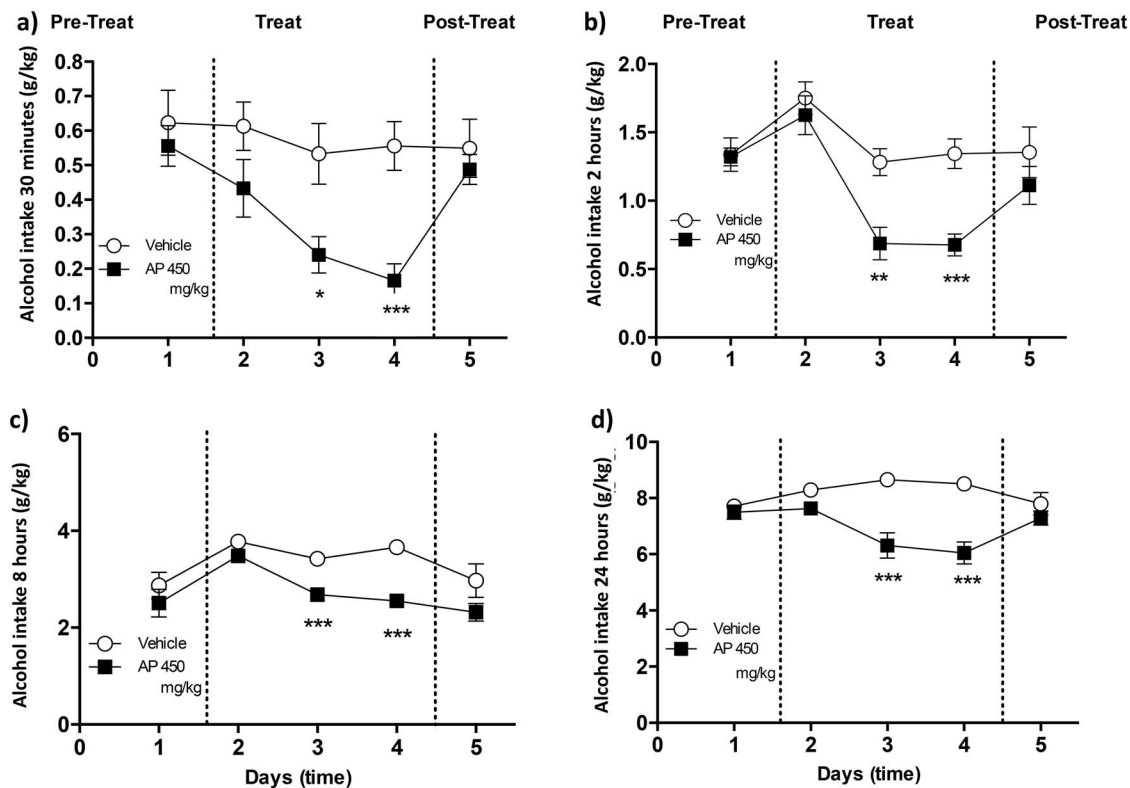 a) Pre-Treat Treat Post-Treat
Alcohol intake 30 minutes (g/kg)
0.8
0.7
0.6
0.5
0.4
0.3
0.2
0.1
0.0
Vehicle
AP 450
mg/kg
* ***
0 1 2 3 4 5
b) Pre-Treat Treat Post-Treat
Alcohol intake 2 hours (g/kg)
2.0
1.5
1.0
0.5
0.0
Vehicle
AP 450
mg/kg
** ***
0 1 2 3 4 5
c)
Alcohol intake 8 hours (g/kg)
6
4
2
0
*** ***
Vehicle
AP 450
mg/kg
0 1 2 3 4 5
Days (time)
d)
Alcohol intake 24 hours (g/kg)
10
8
6
4
2
0
*** ***
Vehicle
AP 450
mg/kg
0 1 2 3 4 5
Days (time)